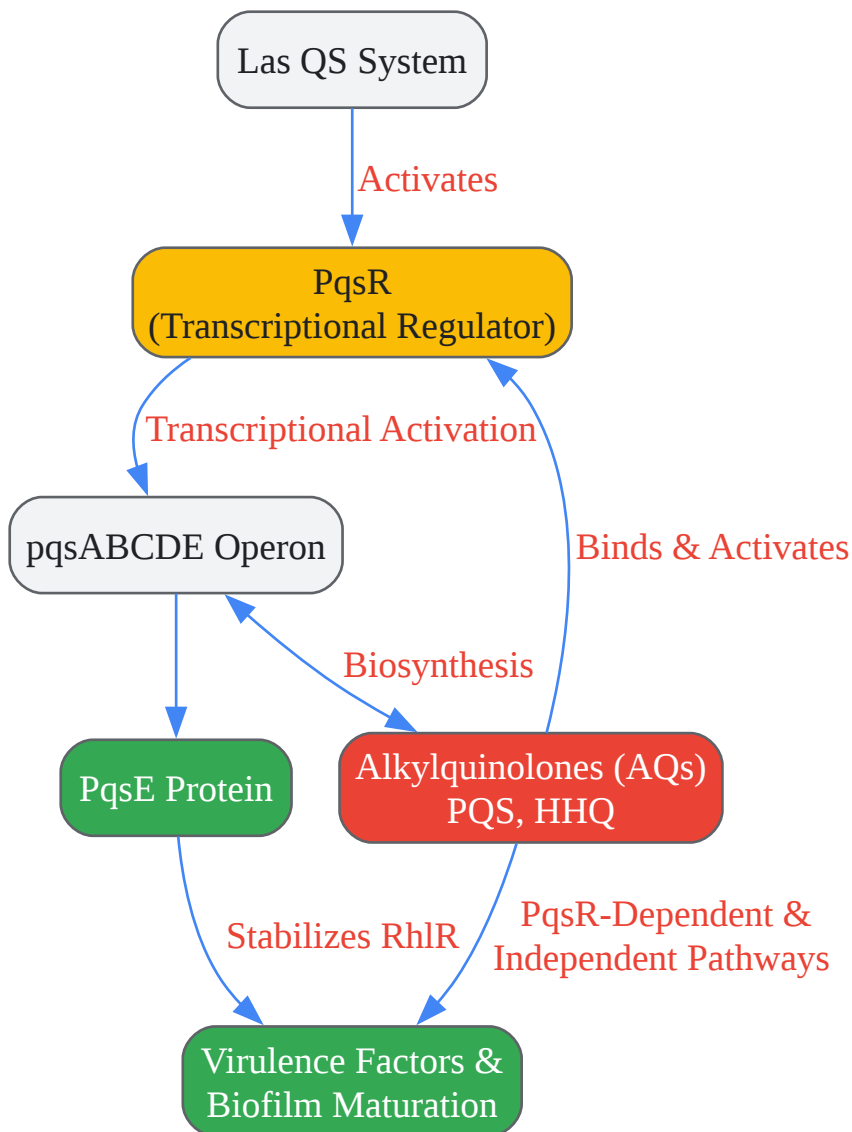 Las QS System
Activates
PqsR
(Transcriptional Regulator)
Transcriptional Activation
pqsABCDE Operon
Binds & Activates
Biosynthesis
PqsE Protein
Alkylquinolones (AQs)
PQS, HHQ
Stabilizes RhlR
PqsR-Dependent &
Independent Pathways
Virulence Factors &
Biofilm Maturation